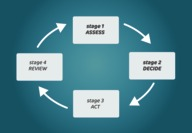 stage 1
ASSESS
stage 2
DECIDE
stage 3
ACT
stage 4
REVIEW